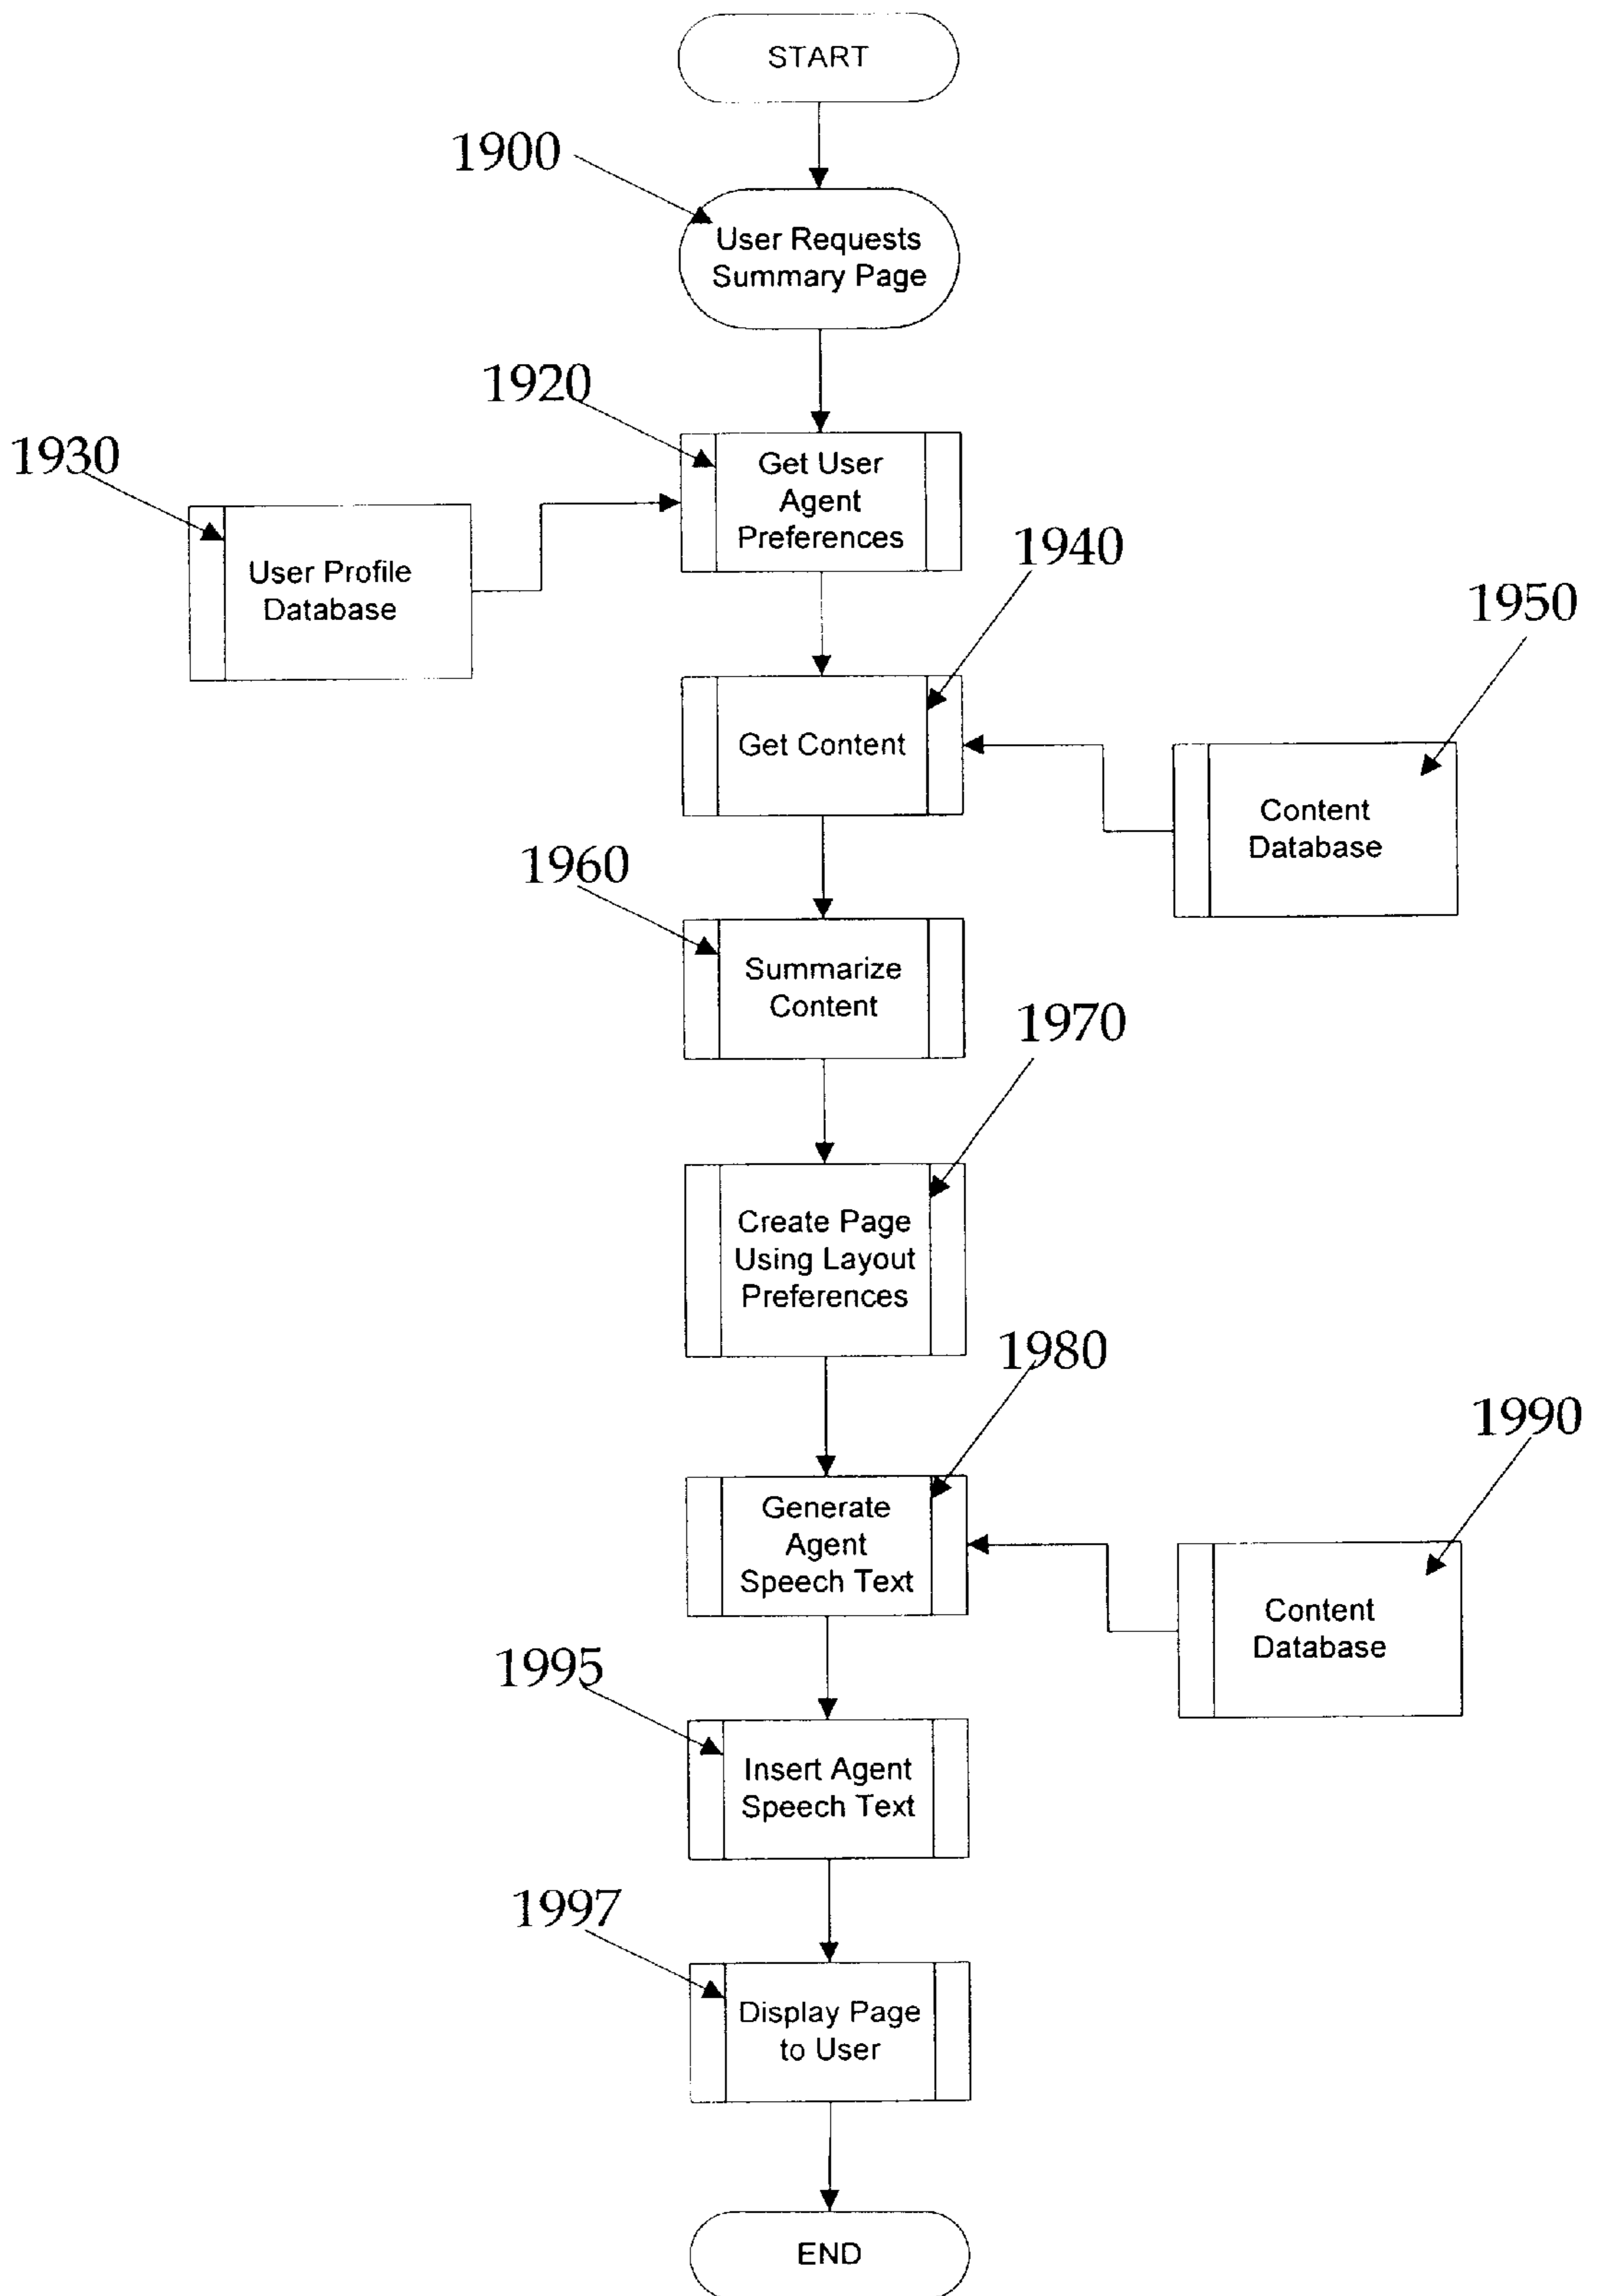 START
1900
User Requests
Summary Page
1920
1930
Get User
Agent
Preferences
User Profile
Database
1940
1950
Get Content
Content
Database
1960
Summarize
Content
1970
Create Page
Using Layout
Preferences
1980
1990
Generate
Agent
Speech Text
Content
Database
1995
Insert Agent
Speech Text
1997
Display Page
to User
END